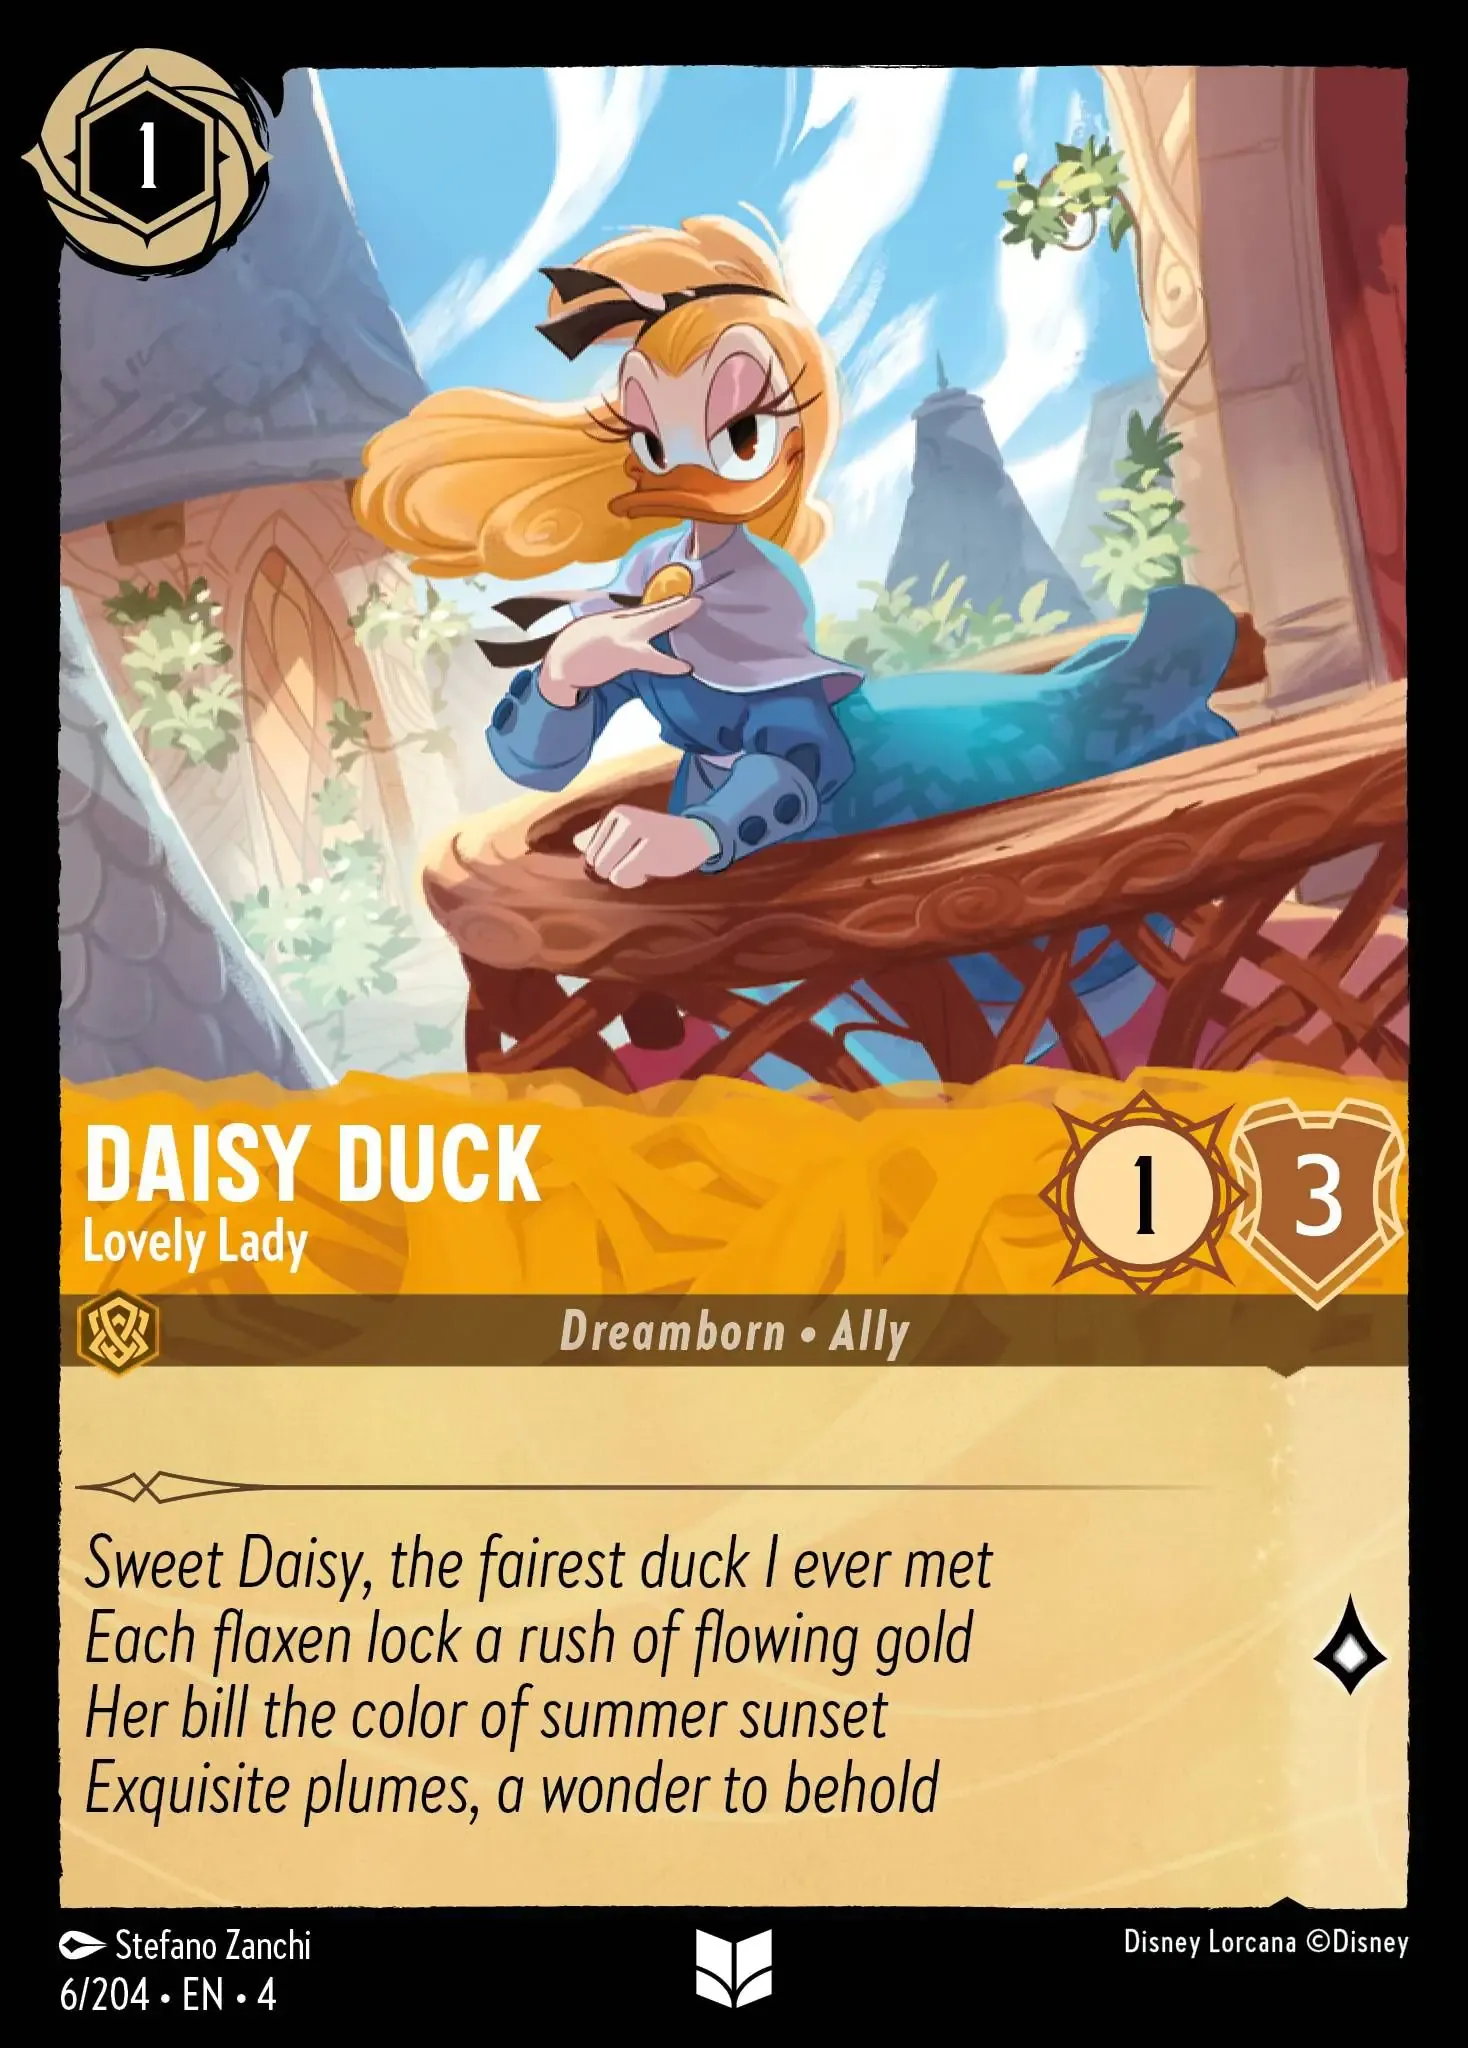 1
DAISY DUCK
Lovely Lady
1
3
Dreamborn • Ally
Sweet Daisy, the fairest duck I ever met
Each flaxen lock a rush of flowing gold
Her bill the color of summer sunset
Exquisite plumes, a wonder to behold
Stefano Zanchi
6/204 • EN • 4
Disney Lorcana ©Disney